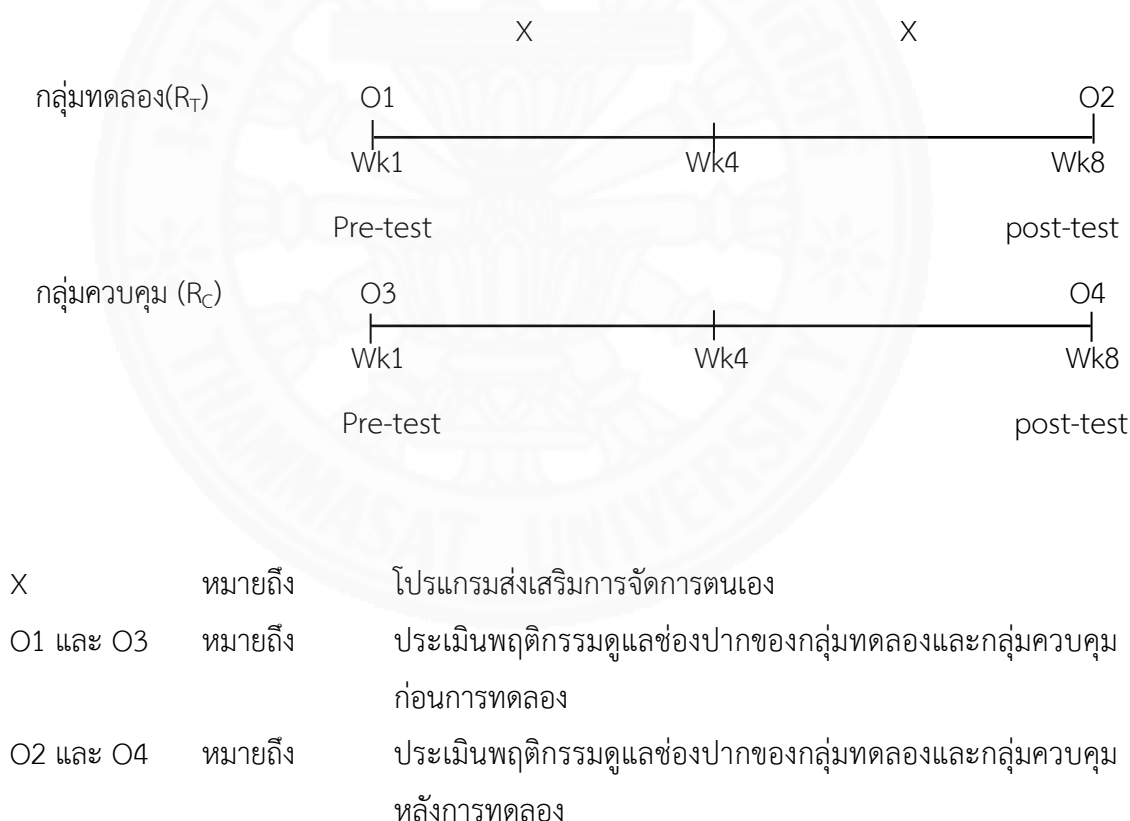 X X
กลุ่มทดลอง(R_T) O1 O2
Wk1 Wk4 Wk8
Pre-test post-test
กลุ่มควบคุม (R_C) O3 O4
Wk1 Wk4 Wk8
Pre-test post-test
THAMMASAT UNIVERSITY
X หมายถึง โปรแกรมส่งเสริมการจัดการตนเอง
O1 และ O3 หมายถึง ประเมินพฤติกรรมดูแลช่องปากของกลุ่มทดลองและกลุ่มควบคุม
ก่อนการทดลอง
O2 และ O4 หมายถึง ประเมินพฤติกรรมดูแลช่องปากของกลุ่มทดลองและกลุ่มควบคุม
หลังการทดลอง